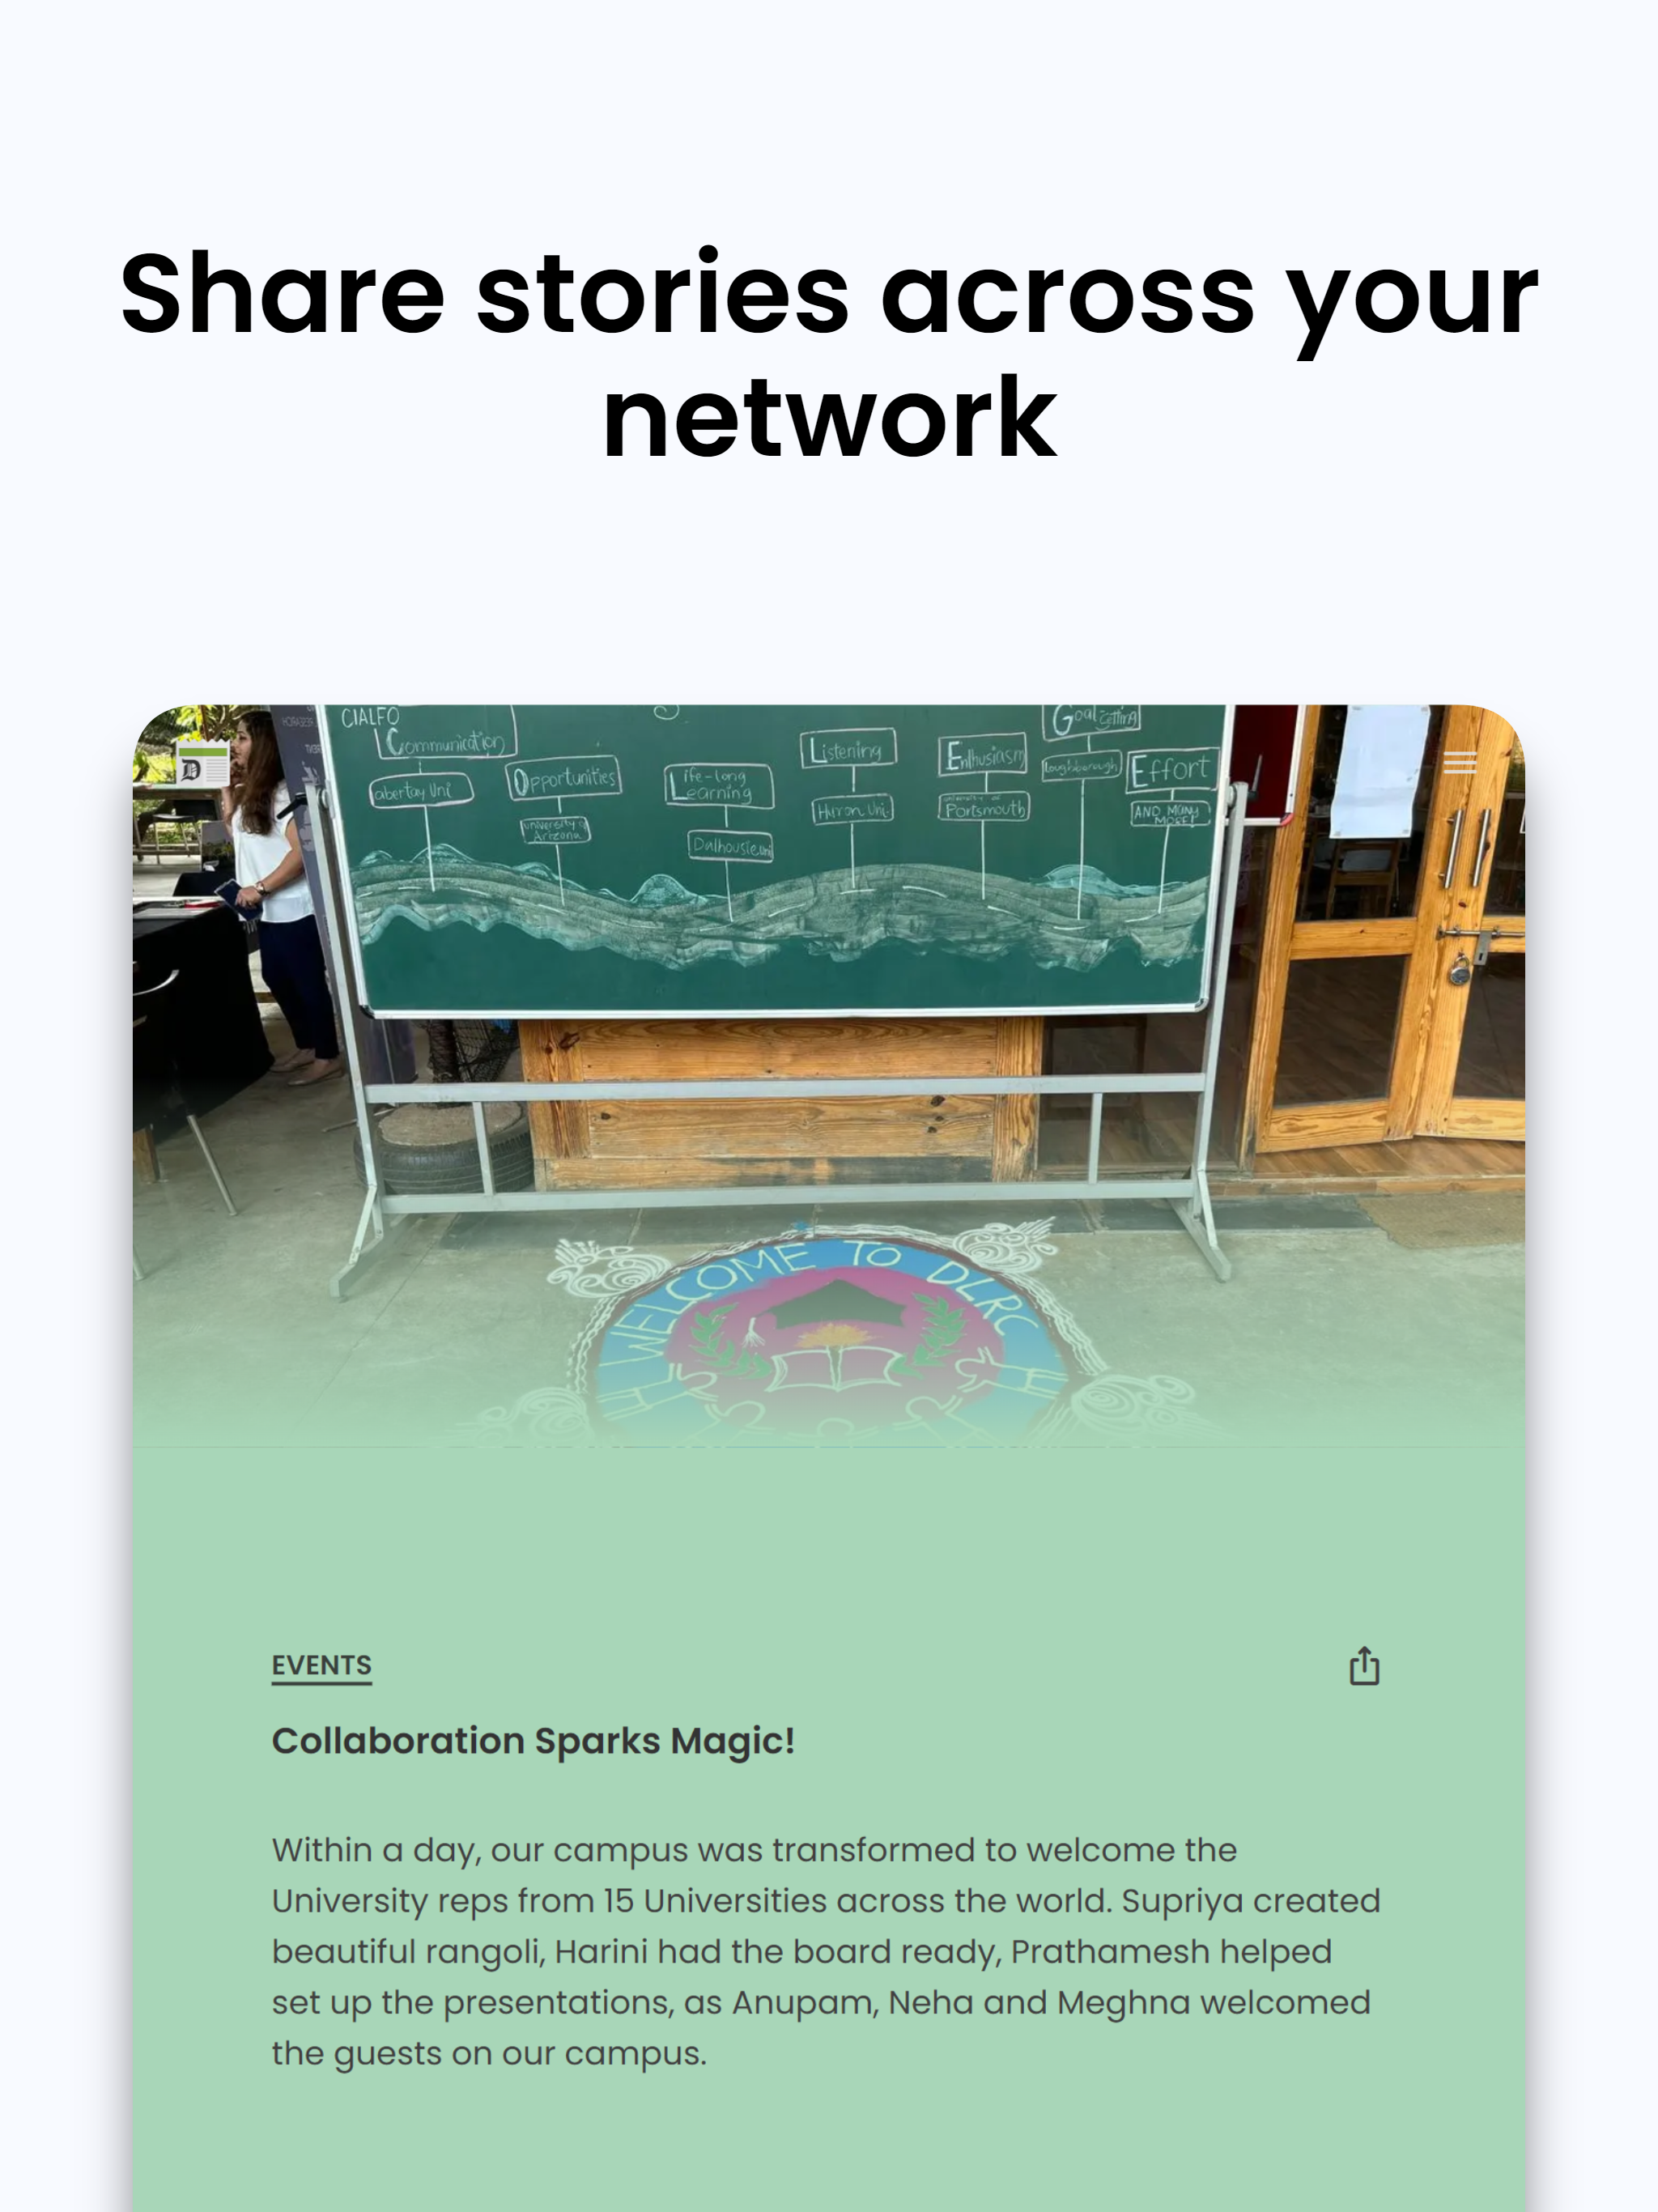 Share stories across your
network
CIALFO
Communication
abertay Uni
Opportunities
University of
Arizona
Life-long
Learning
Dalhousie Uni
Listening
Huron Uni.
Enthusiasm
University of
Portsmouth
Goal setting
Loughborough
Effort
AND MANY
MORE!
D
WELCOME TO DLRC
EVENTS
Collaboration Sparks Magic!
Within a day, our campus was transformed to welcome the
University reps from 15 Universities across the world. Supriya created
beautiful rangoli, Harini had the board ready, Prathamesh helped
set up the presentations, as Anupam, Neha and Meghna welcomed
the guests on our campus.